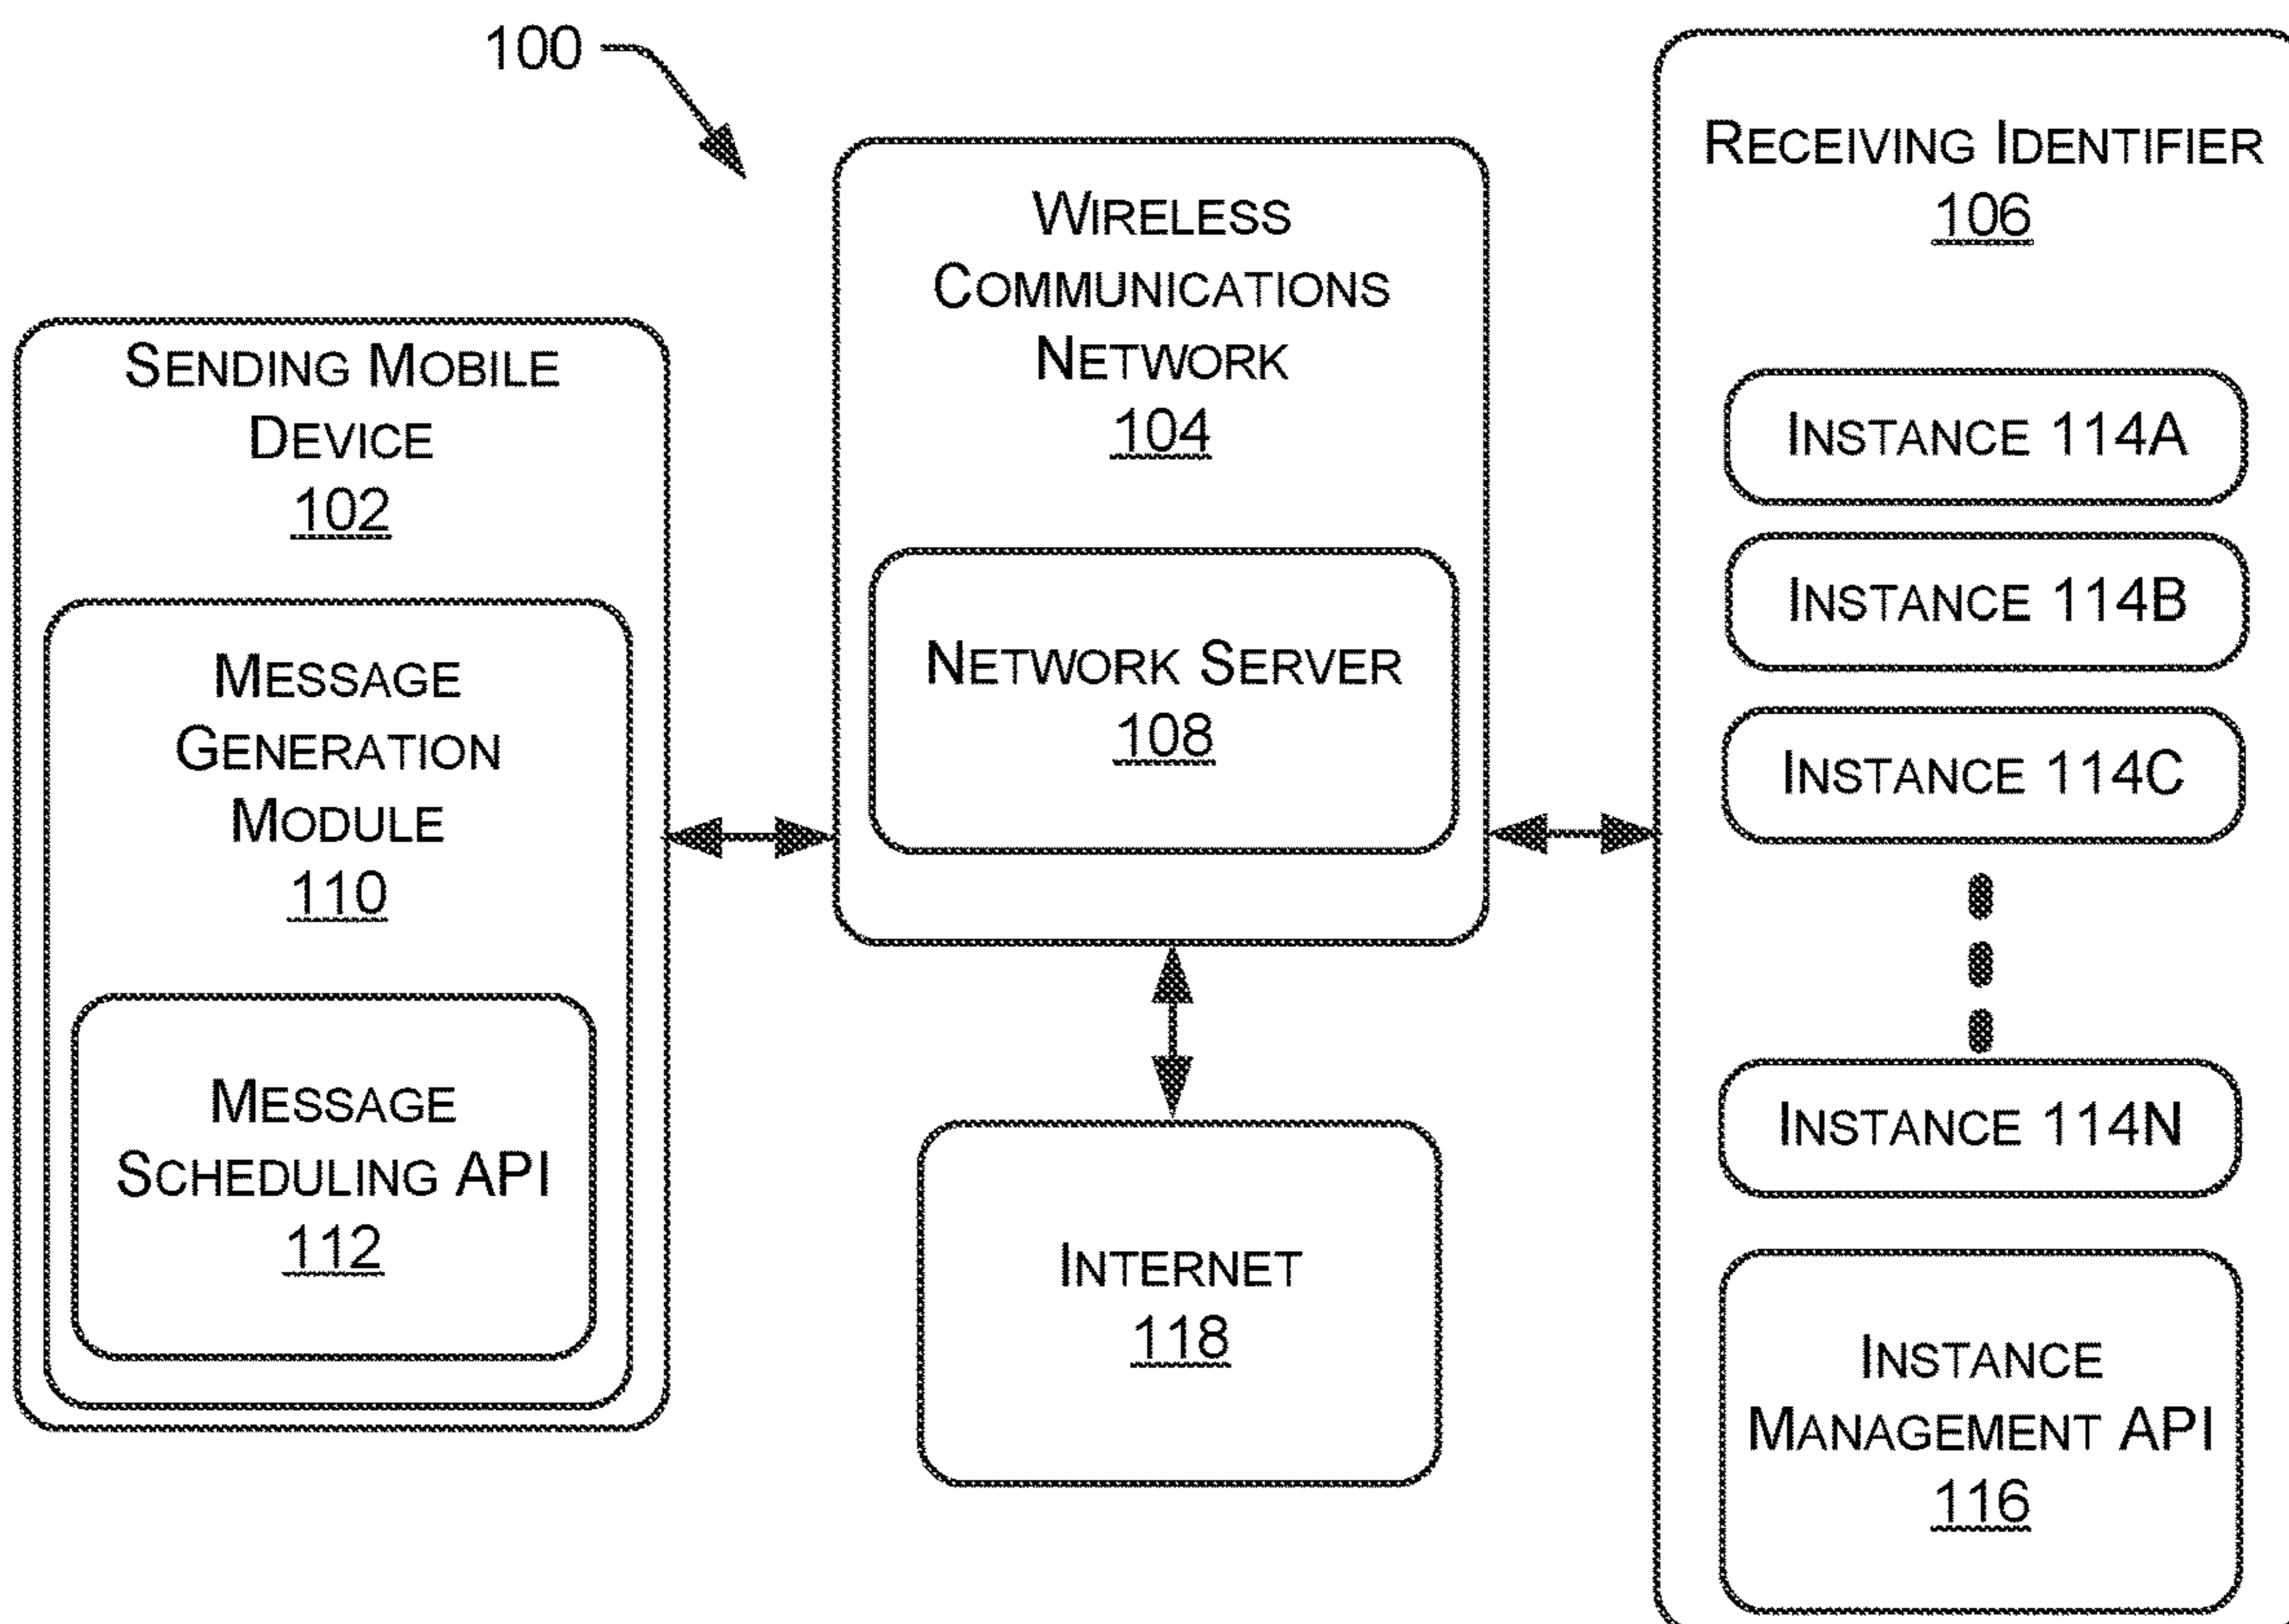 100
SENDING MOBILE
DEVICE
102
MESSAGE
GENERATION
MODULE
110
MESSAGE
SCHEDULING API
112
WIRELESS
COMMUNICATIONS
NETWORK
104
NETWORK SERVER
108
INTERNET
118
RECEIVING IDENTIFIER
106
INSTANCE 114A
INSTANCE 114B
INSTANCE 114C
INSTANCE 114N
INSTANCE
MANAGEMENT API
116